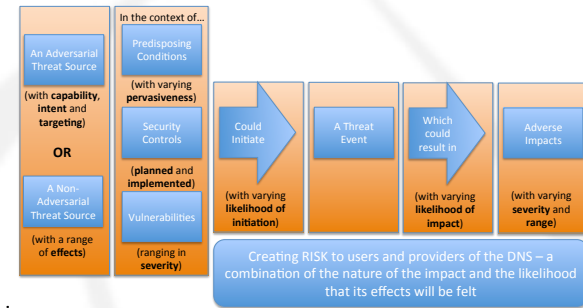 An Adversarial
Threat Source
(with capability,
intent and
targeting)
OR
A Non-
Adversarial
Threat Source
(with a range
of effects)
In the context of…
Predisposing
Conditions
(with varying
pervasiveness)
Security
Controls
(planned and
implemented)
Vulnerabilities
(ranging in
severity)
Could
Initiate
(with varying
likelihood of
initiation)
A Threat
Event
Which
could
result in
(with varying
likelihood of
impact)
Adverse
Impacts
(with varying
severity and
range)
Creating RISK to users and providers of the DNS – a
combination of the nature of the impact and the likelihood
that its effects will be felt